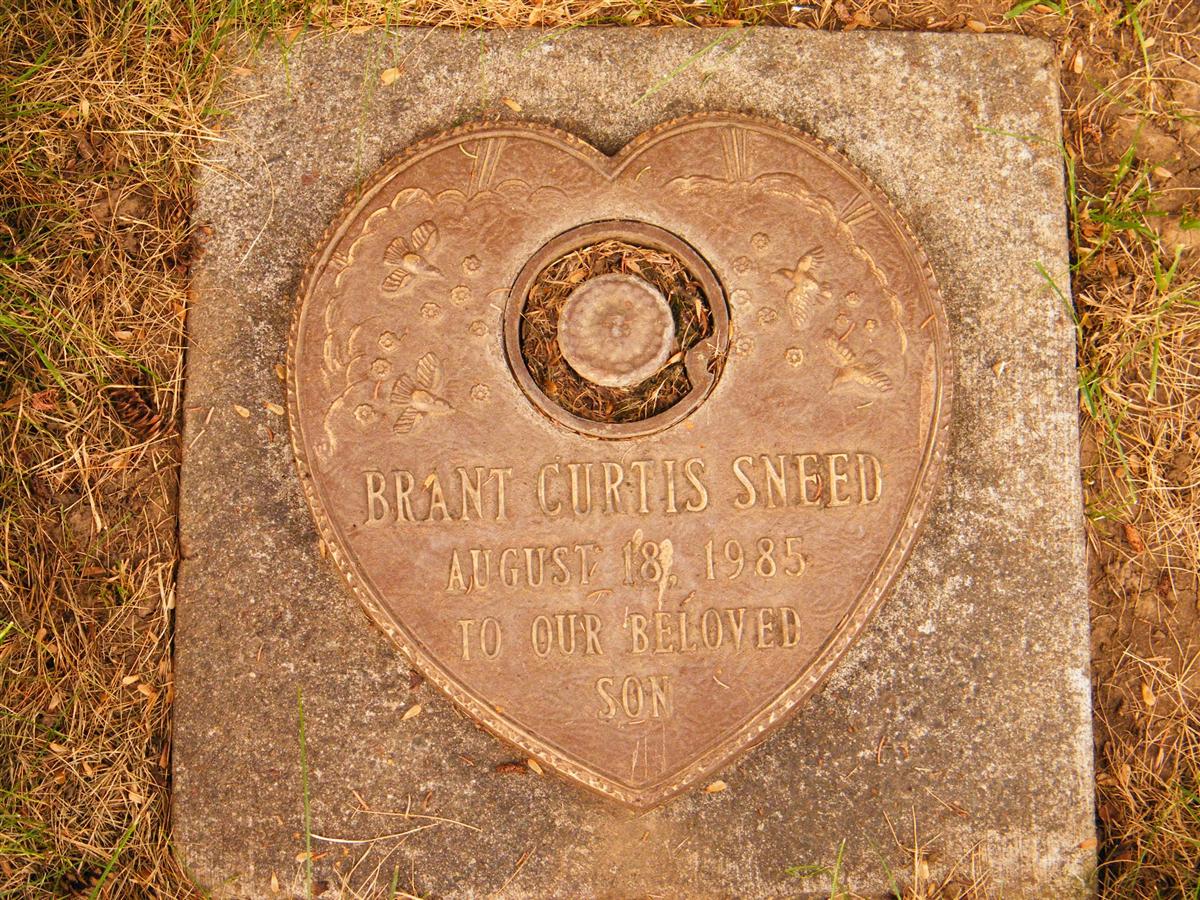 BRANT CURTIS SNEED
AUGUST 18, 1985
TO OUR BELOVED
SON